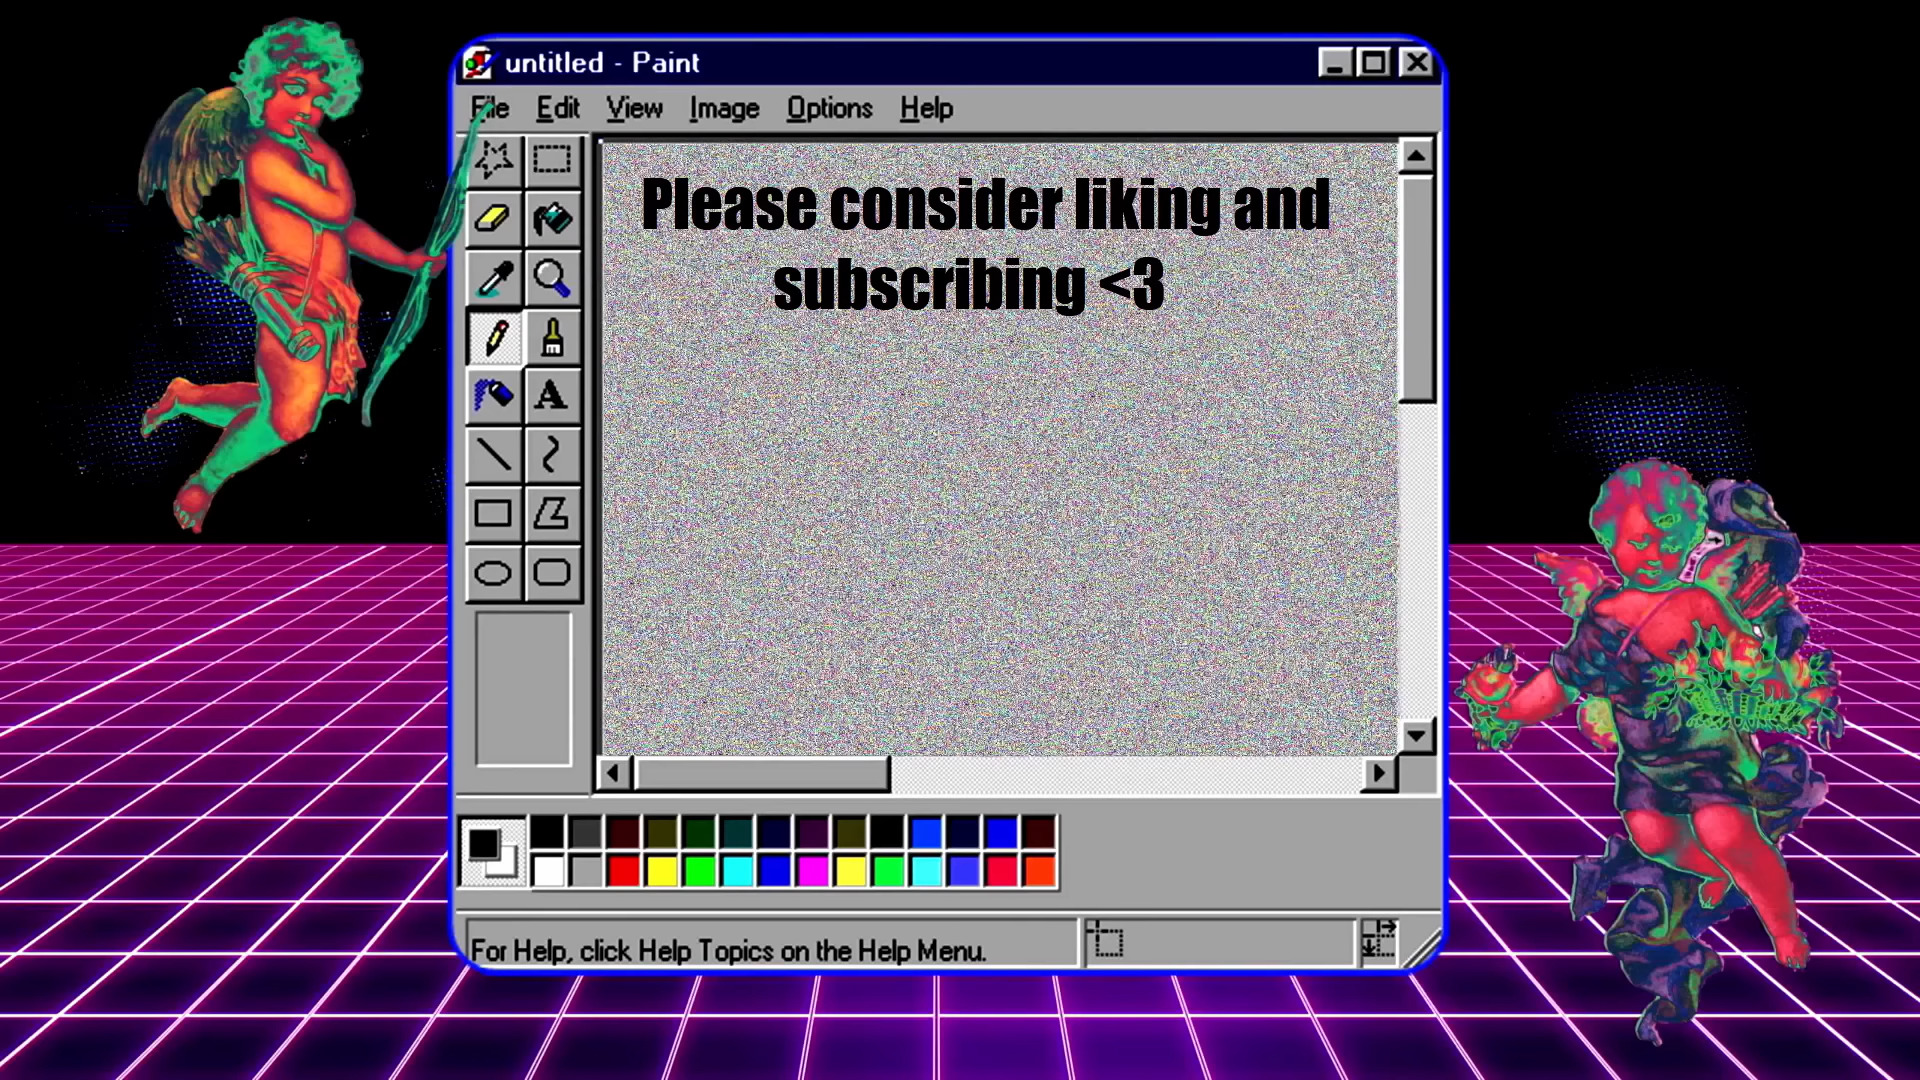 untitled - Paint
File Edit View Image Options Help
Please consider liking and
subscribing <3
A
For Help, click Help Topics on the Help Menu.